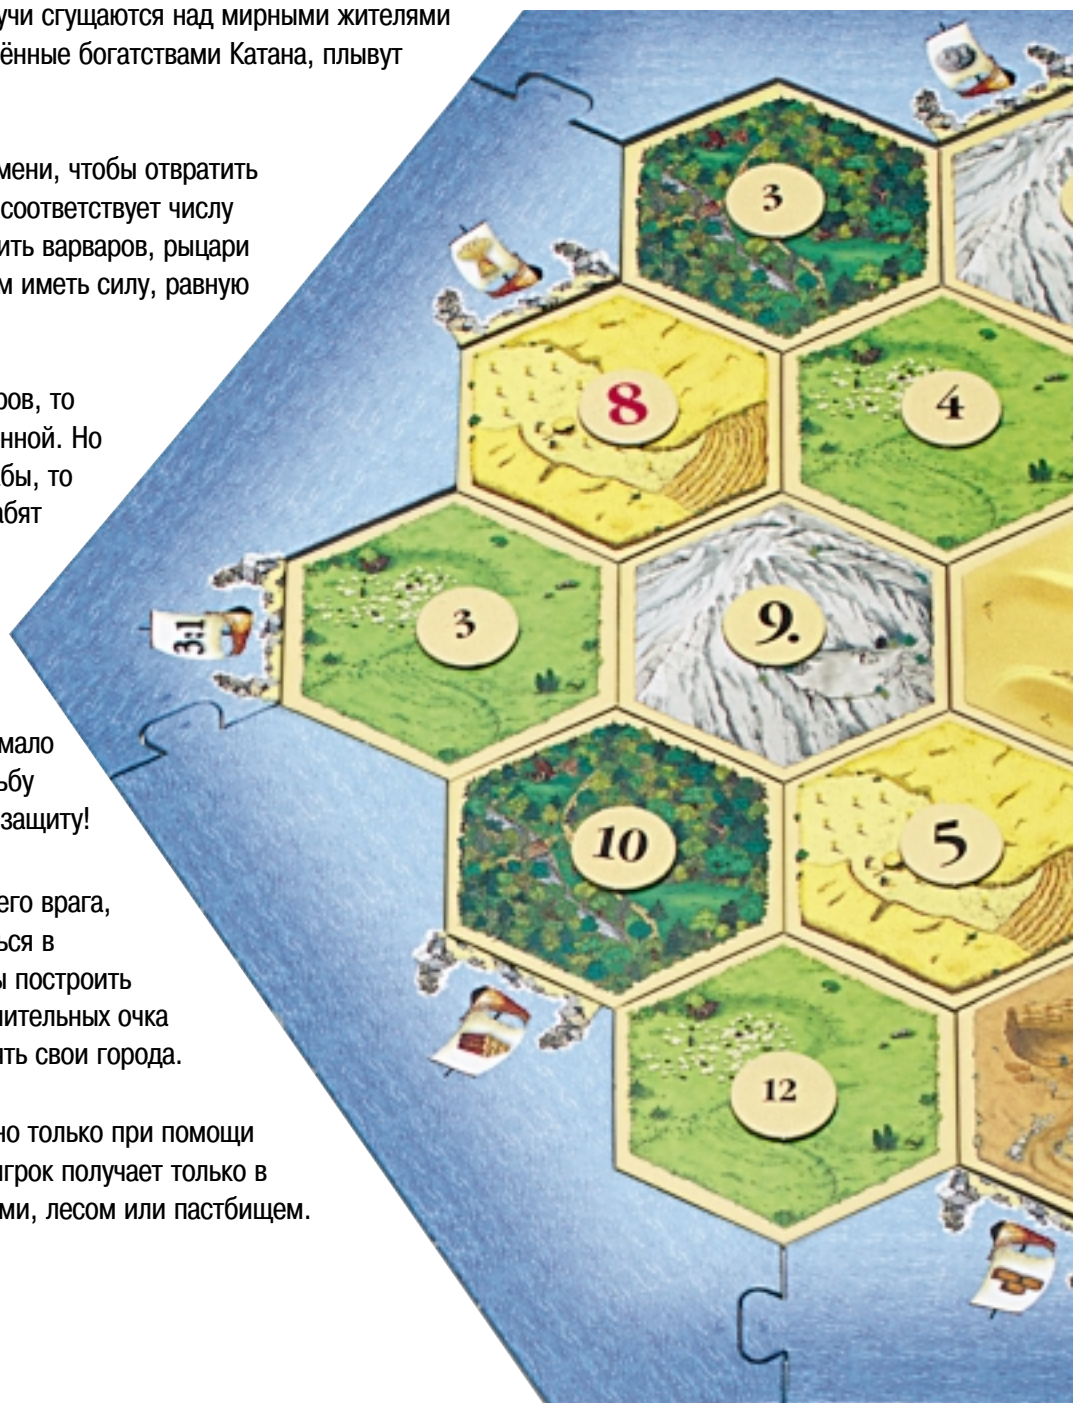 учи сгущаются над мирными жителями
ённые богатствами Катана, плывут
мени, чтобы отвратить
соответствует числу
ить варваров, рыцари
м иметь силу, равную
ров, то
нной. Но
бы, то
абят
мало
ьбу
защиту!
его врага,
ься в
ы построить
нительных очка
ить свои города.
но только при помощи
игрок получает только в
ми, лесом или пастбищем.
3
8
4
3:1
3
9.
10
5
12